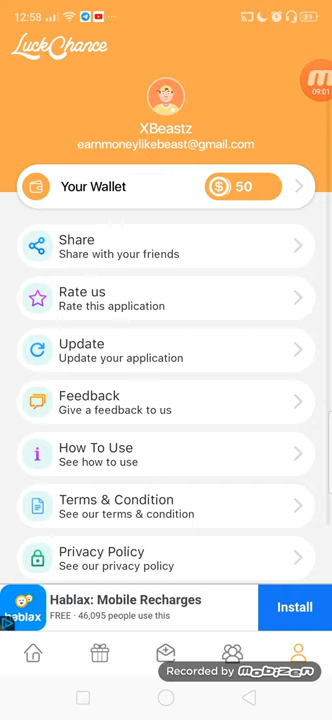 12:58
89
LuckChance
09:01
XBeastz
earnmoneylikebeast@gmail.com
Your Wallet
$ 50
Share
Share with your friends
Rate us
Rate this application
Update
Update your application
Feedback
Give a feedback to us
How To Use
See how to use
Terms & Condition
See our terms & condition
Privacy Policy
See our privacy policy
hablax
Hablax: Mobile Recharges
FREE · 46,095 people use this
Install
Recorded by Mobizen